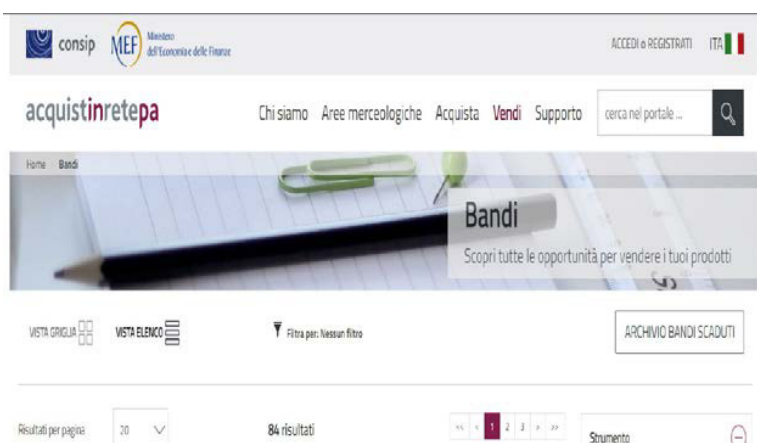 consip MEF Ministero
dell'Economia e delle Finanze
ACCEDI o REGISTRATI ITA
acquistinretepa
Chi siamo Aree merceologiche Acquista Vendi Supporto cerca nel portale ...
Home Bandi
Bandi
Scopri tutte le opportunità per vendere i tuoi prodotti
VISTA GRIGLIA VISTA ELENCO Filtra per: Nessun filtro ARCHIVIO BANDI SCADUTI
Risultati per pagina 20 84 risultati << < 1 2 3 > >> Strumento